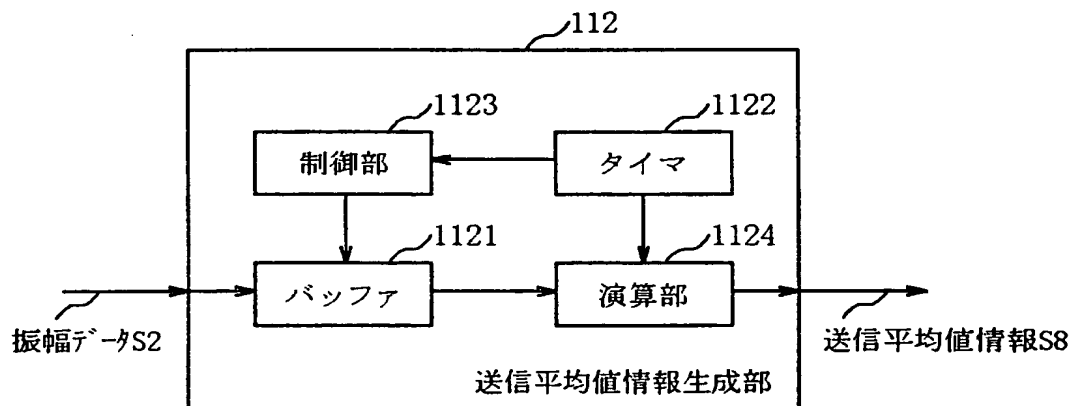 112
1123
1122
制御部
タイマ
1121
1124
バッファ
演算部
振幅データS2
送信平均値情報S8
送信平均値情報生成部